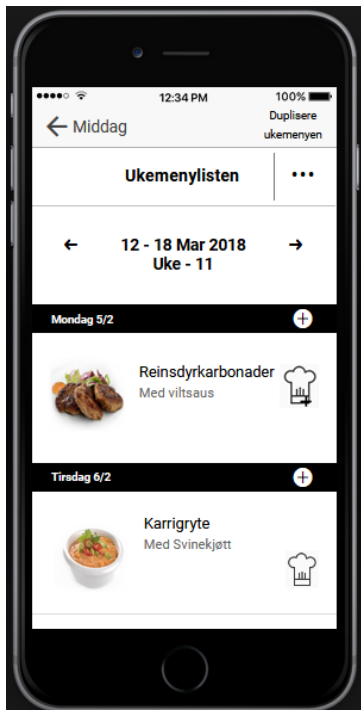 12:34 PM
100%
Middag
Duplisere
ukemenyen
Ukemenylisten
12 - 18 Mar 2018
Uke - 11
Mondag 5/2
Reinsdyrkarbonader
Med viltsaus
Tirsdag 6/2
Karrigryte
Med Svinekjøtt